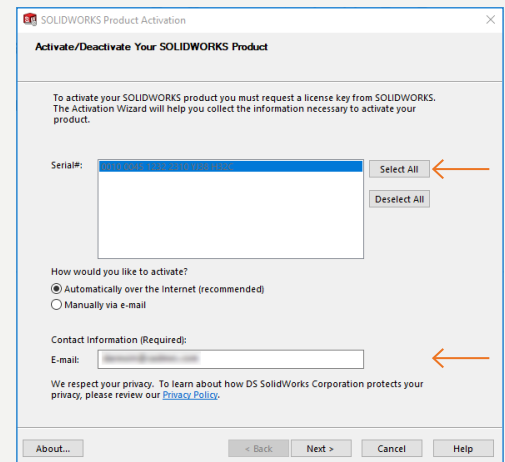 SOLIDWORKS Product Activation
Activate/Deactivate Your SOLIDWORKS Product
To activate your SOLIDWORKS product you must request a license key from SOLIDWORKS.
The Activation Wizard will help you collect the information necessary to activate your
product.
Serial#:
Select All
Deselect All
How would you like to activate?
Automatically over the Internet (recommended)
Manually via e-mail
Contact Information (Required):
E-mail:
We respect your privacy. To learn about how DS SolidWorks Corporation protects your
privacy, please review our Privacy Policy.
About... < Back Next > Cancel Help